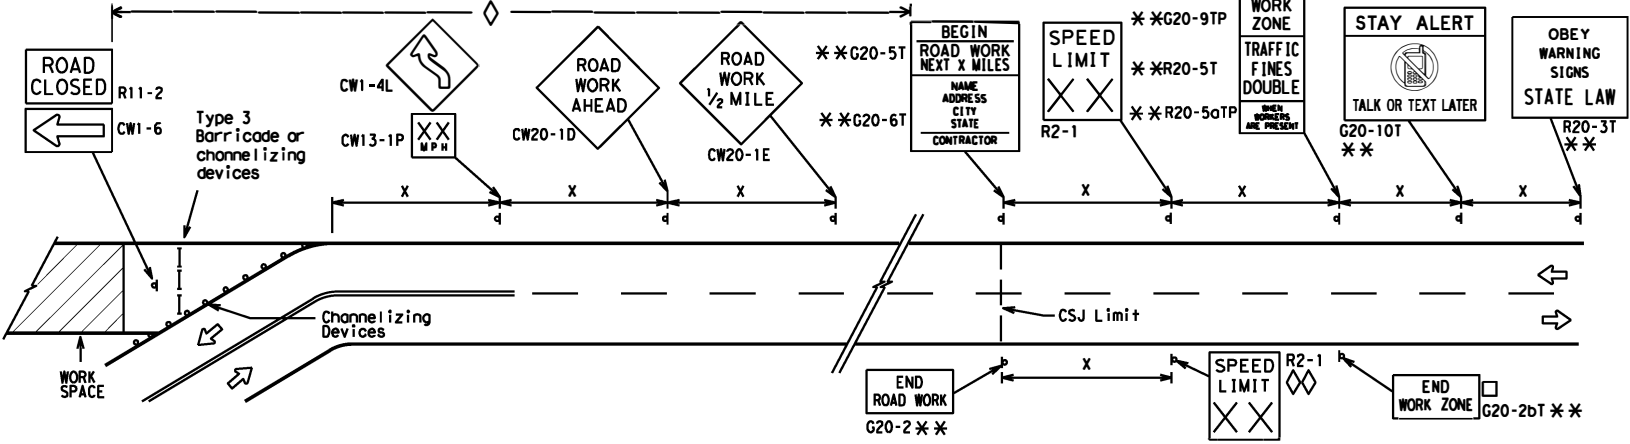 ROAD
CLOSED
R11-2
CW1-6
Type 3
Barricade or
channelizing
devices
CW1-4L
XX
MPH
CW13-1P
ROAD
WORK
AHEAD
CW20-1D
ROAD
WORK
1/2 MILE
CW20-1E
**G20-5T
**G20-6T
BEGIN
ROAD WORK
NEXT X MILES
NAME
ADDRESS
CITY
STATE
CONTRACTOR
SPEED
LIMIT
XX
R2-1
**G20-9TP
**R20-5T
**R20-5aTP
WORK
ZONE
TRAFFIC
FINES
DOUBLE
WHEN
WORKERS
ARE PRESENT
STAY ALERT
TALK OR TEXT LATER
G20-10T
**
OBEY
WARNING
SIGNS
STATE LAW
R20-3T
**
X
X
X
X
X
X
X
Channelizing
Devices
WORK
SPACE
CSJ Limit
X
END
ROAD WORK
G20-2 **
SPEED
LIMIT
XX
R2-1
END
WORK ZONE
G20-2bT **